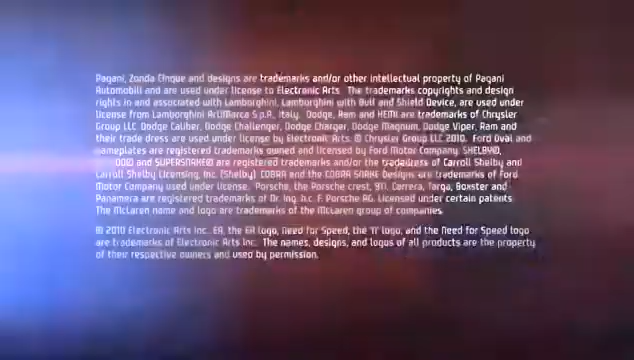 Pagani, Zonda Cinque and designs are trademarks and/or other intellectual property of Pagani
Automobili and are used under license to Electronic Arts. The trademarks copyrights and design
rights in and associated with Lamborghini, Lamborghini with Bull and Shield Device, are used under
license from Lamborghini ArtiMarca S.p.A., Italy. Dodge, Ram and HEMI are trademarks of Chrysler
Group LLC. Dodge Caliber, Dodge Challenger, Dodge Charger, Dodge Magnum, Dodge Viper, Ram and
their trade dress are used under license by Electronic Arts. © Chrysler Group LLC 2010. Ford Oval and
nameplates are registered trademarks owned and licensed by Ford Motor Company. SHELBY®,
and SUPERSNAKE® are registered trademarks and/or the tradedress of Carroll Shelby and
Carroll Shelby Licensing, Inc. (Shelby). COBRA and the COBRA SNAKE Designs are trademarks of Ford
Motor Company used under license. Porsche, the Porsche crest, 911, Carrera, Targa, Boxster and
Panamera are registered trademarks of Dr. Ing. h.c. F. Porsche AG. Licensed under certain patents.
The McLaren name and logo are trademarks of the McLaren group of companies.
© 2010 Electronic Arts Inc. EA, the EA logo, Need for Speed, the 'N' logo, and the Need for Speed logo
are trademarks of Electronic Arts Inc. The names, designs, and logos of all products are the property
of their respective owners and used by permission.